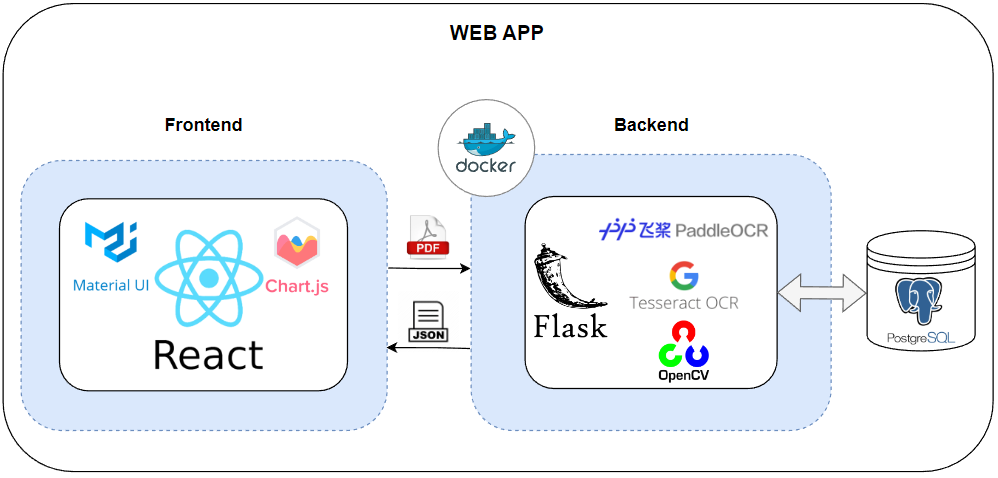 WEB APP
Frontend
Backend
docker
Material UI
Chart.js
React
PDF
JSON
飞桨 PaddleOCR
Tesseract OCR
Flask
OpenCV
PostgreSQL